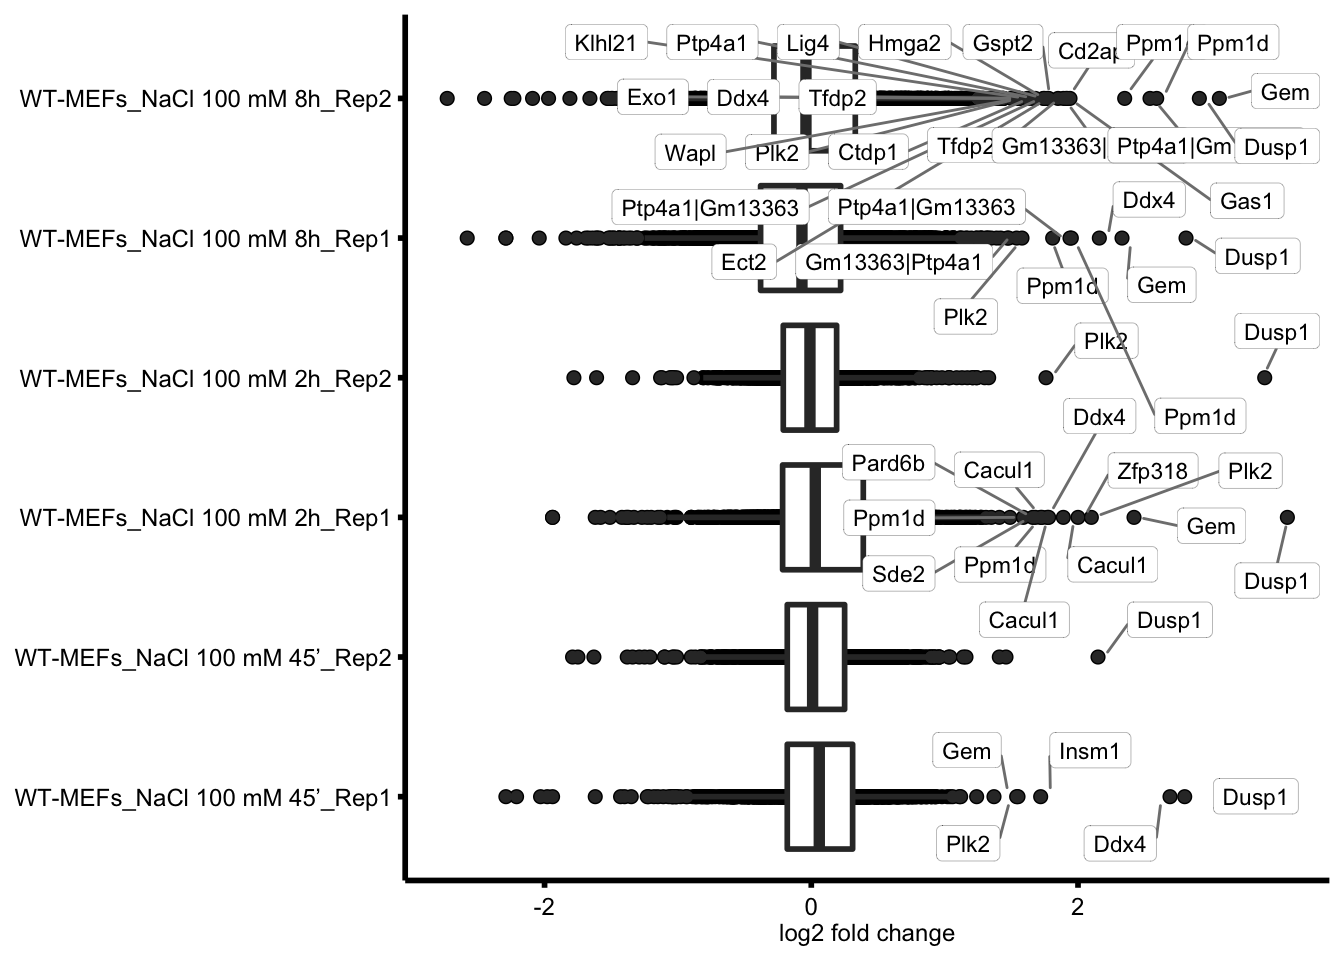 Klhl21 Ptp4a1 Lig4 Hmga2 Gspt2 Cd2ap Ppm1 Ppm1d
WT-MEFs_NaCl 100 mM 8h_Rep2 Exo1 Ddx4 Tfdp2 Gem
Wapl Plk2 Ctdp1 Tfdp2 Gm13363| Ptp4a1|Gm Dusp1
Ptp4a1|Gm13363 Ptp4a1|Gm13363 Ddx4 Gas1
WT-MEFs_NaCl 100 mM 8h_Rep1
Ect2 Gm13363|Ptp4a1 Dusp1
Ppm1d Gem
Plk2
Dusp1
Plk2
WT-MEFs_NaCl 100 mM 2h_Rep2
Ddx4 Ppm1d
Pard6b Cacul1 Zfp318 Plk2
WT-MEFs_NaCl 100 mM 2h_Rep1 Ppm1d Gem
Sde2 Ppm1d Cacul1 Dusp1
Cacul1 Dusp1
WT-MEFs_NaCl 100 mM 45’_Rep2
Gem Insm1
WT-MEFs_NaCl 100 mM 45’_Rep1 Dusp1
Plk2 Ddx4
-2 0 2
log2 fold change